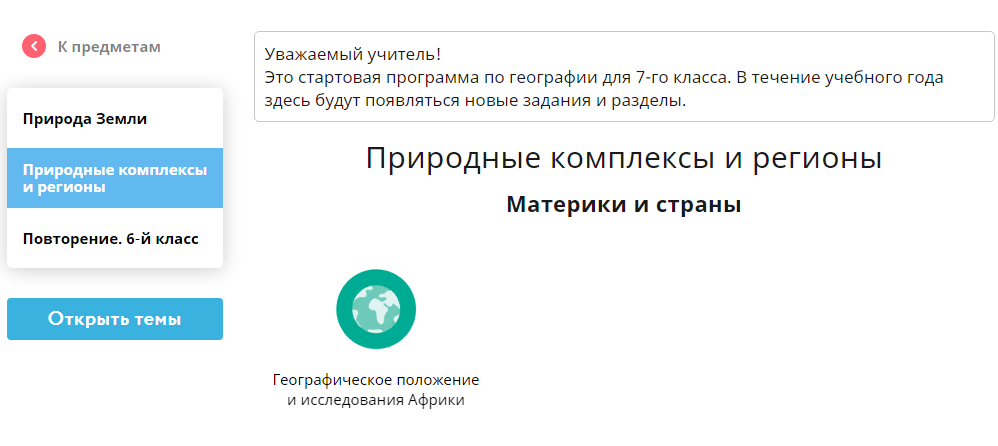 К предметам
Природа Земли
Природные комплексы
и регионы
Повторение. 6-й класс
Открыть темы
Уважаемый учитель!
Это стартовая программа по географии для 7-го класса. В течение учебного года
здесь будут появляться новые задания и разделы.
Природные комплексы и регионы
Материки и страны
Географическое положение
и исследования Африки